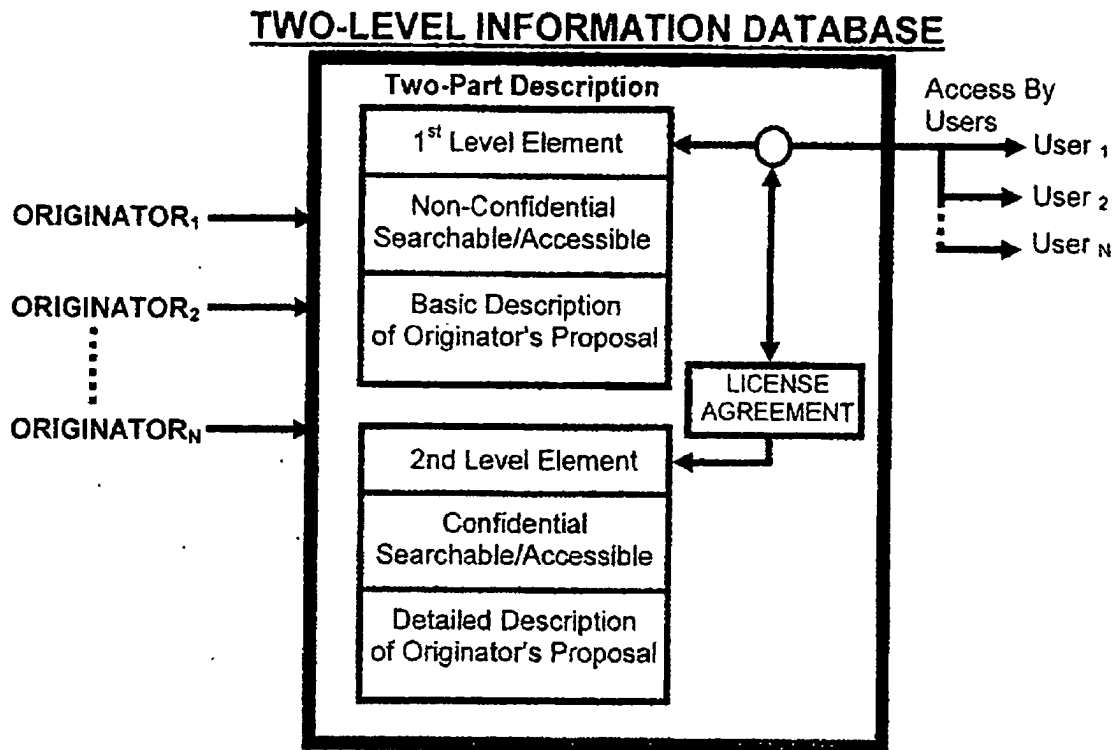 TWO-LEVEL INFORMATION DATABASE
Two-Part Description
1st Level Element
Non-Confidential
Searchable/Accessible
Basic Description
of Originator's Proposal
2nd Level Element
Confidential
Searchable/Accessible
Detailed Description
of Originator's Proposal
LICENSE
AGREEMENT
ORIGINATOR1
ORIGINATOR2
ORIGINATORN
Access By
Users
User 1
User 2
User N